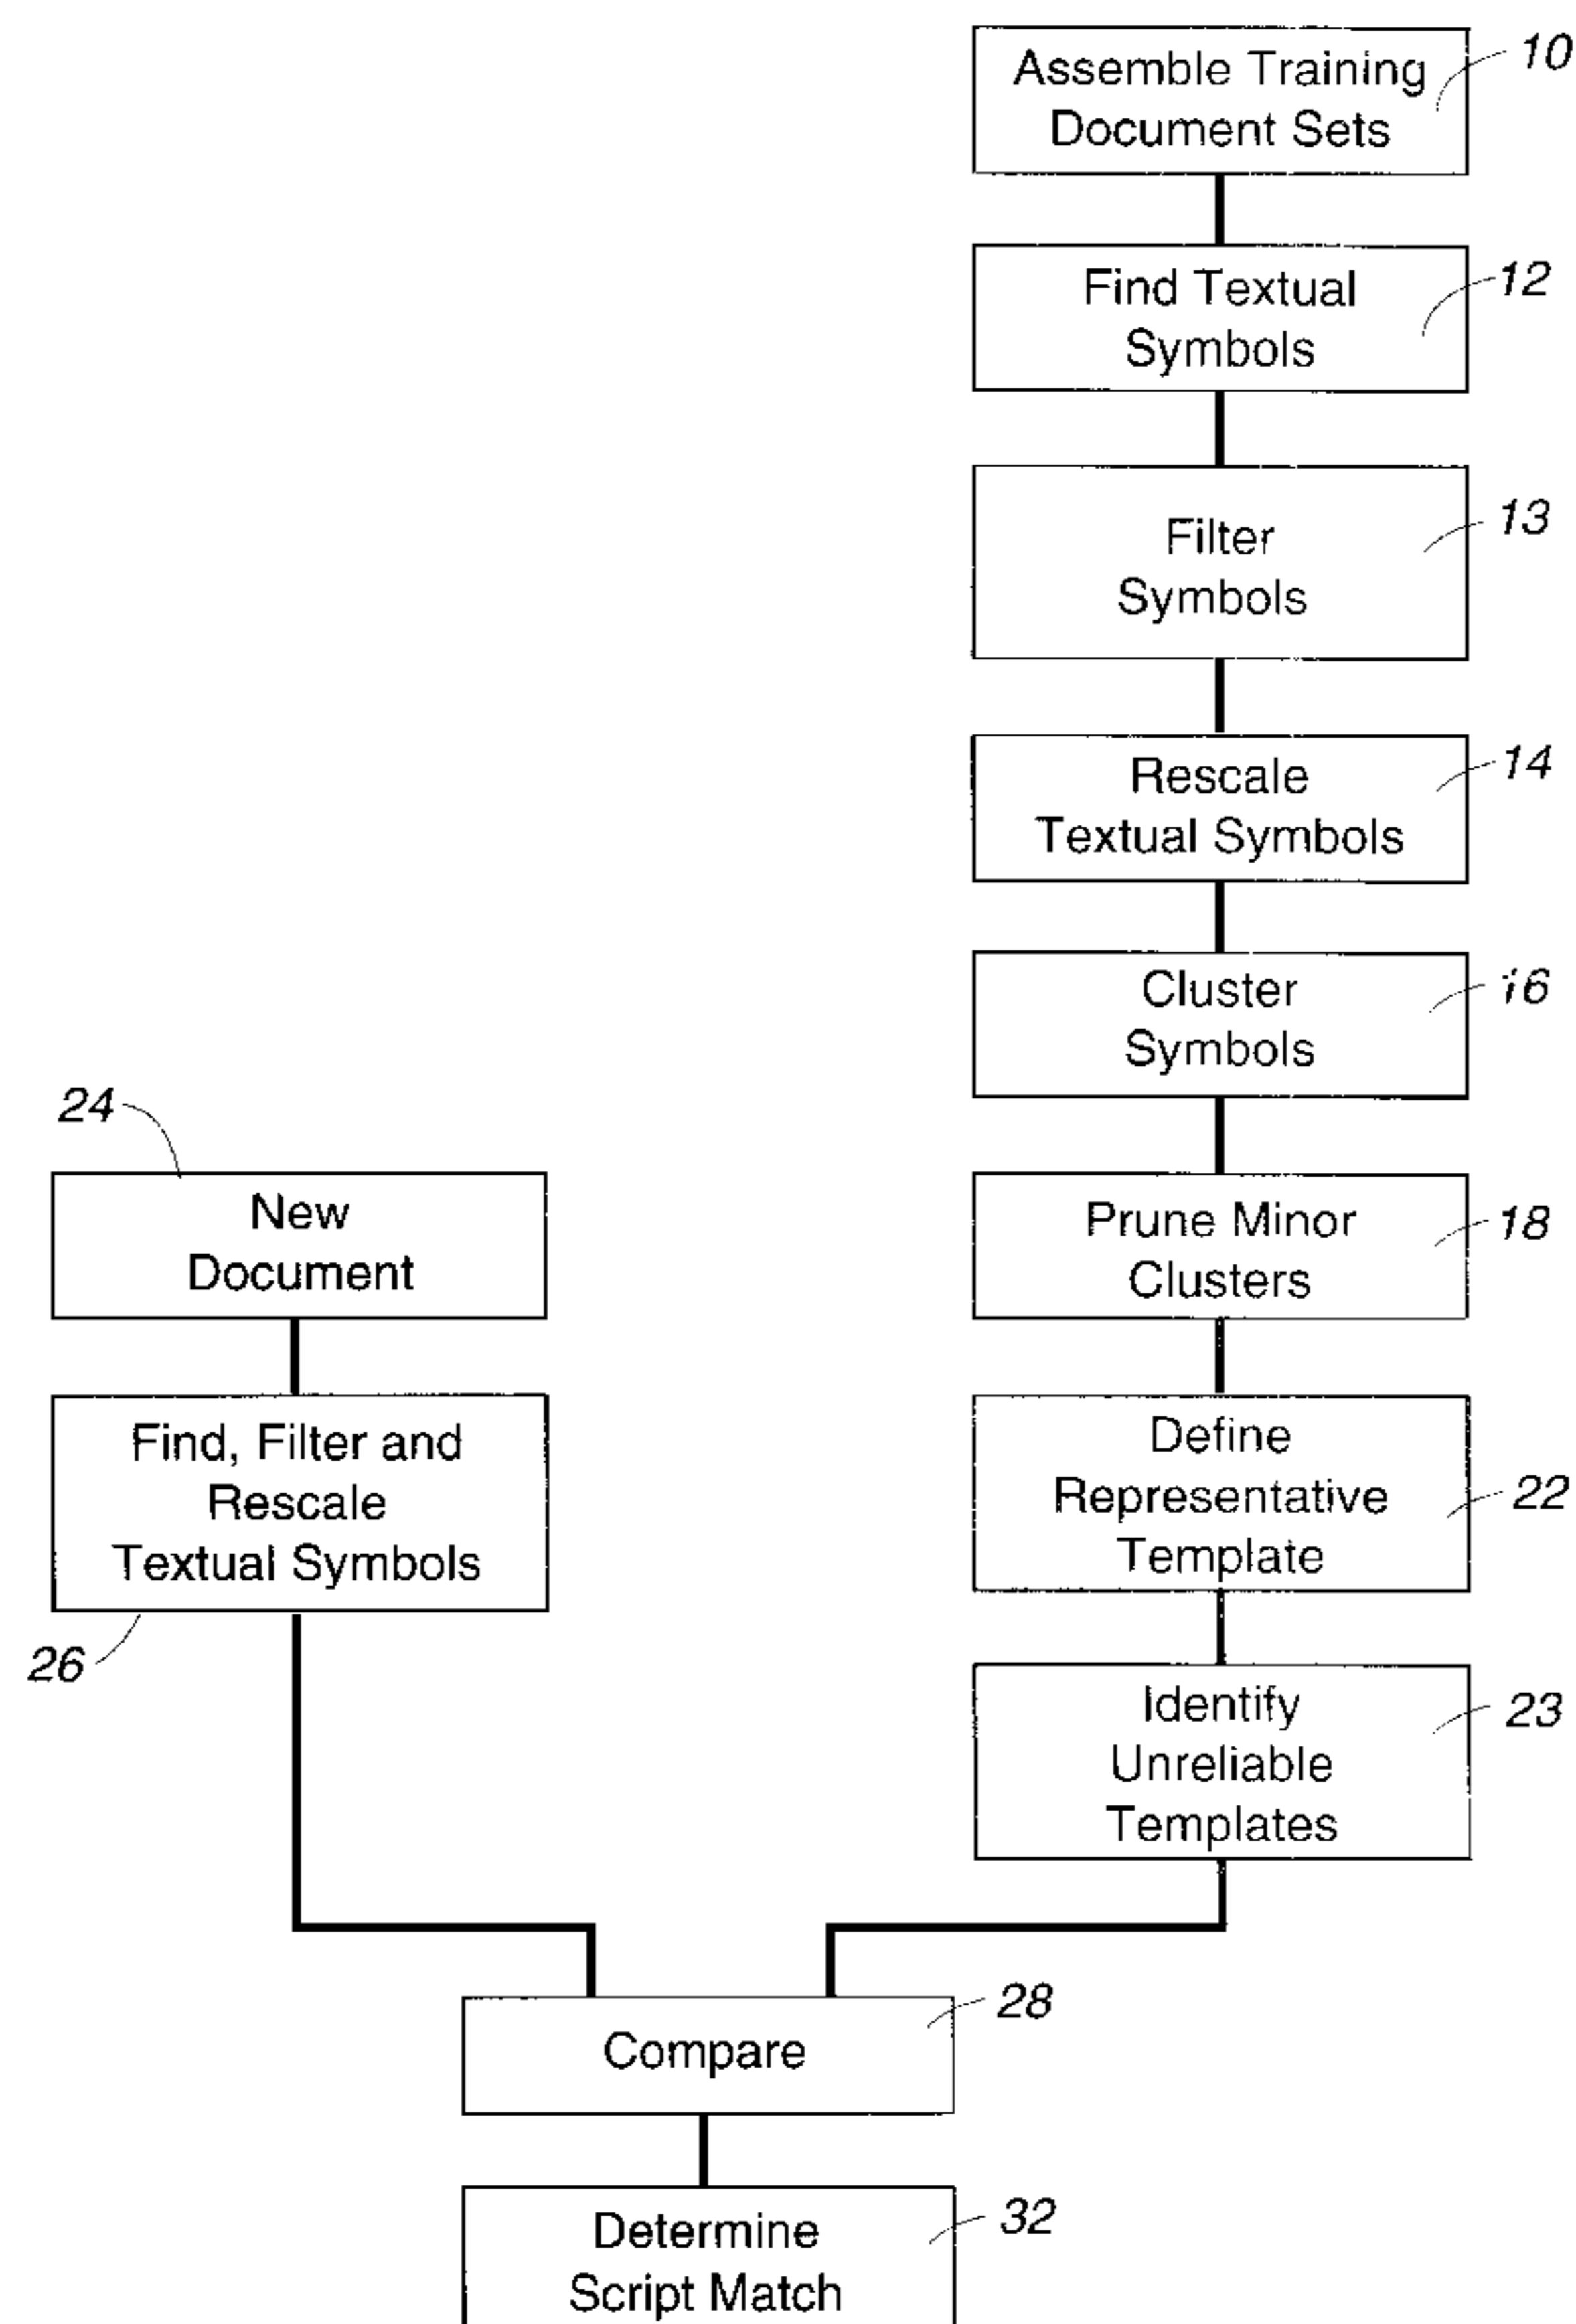 Assemble Training
Document Sets
10
Find Textual
Symbols
12
Filter
Symbols
13
Rescale
Textual Symbols
14
Cluster
Symbols
16
Prune Minor
Clusters
18
Define
Representative
Template
22
Identify
Unreliable
Templates
23
24
New
Document
Find, Filter and
Rescale
Textual Symbols
26
Compare
28
Determine
Script Match
32